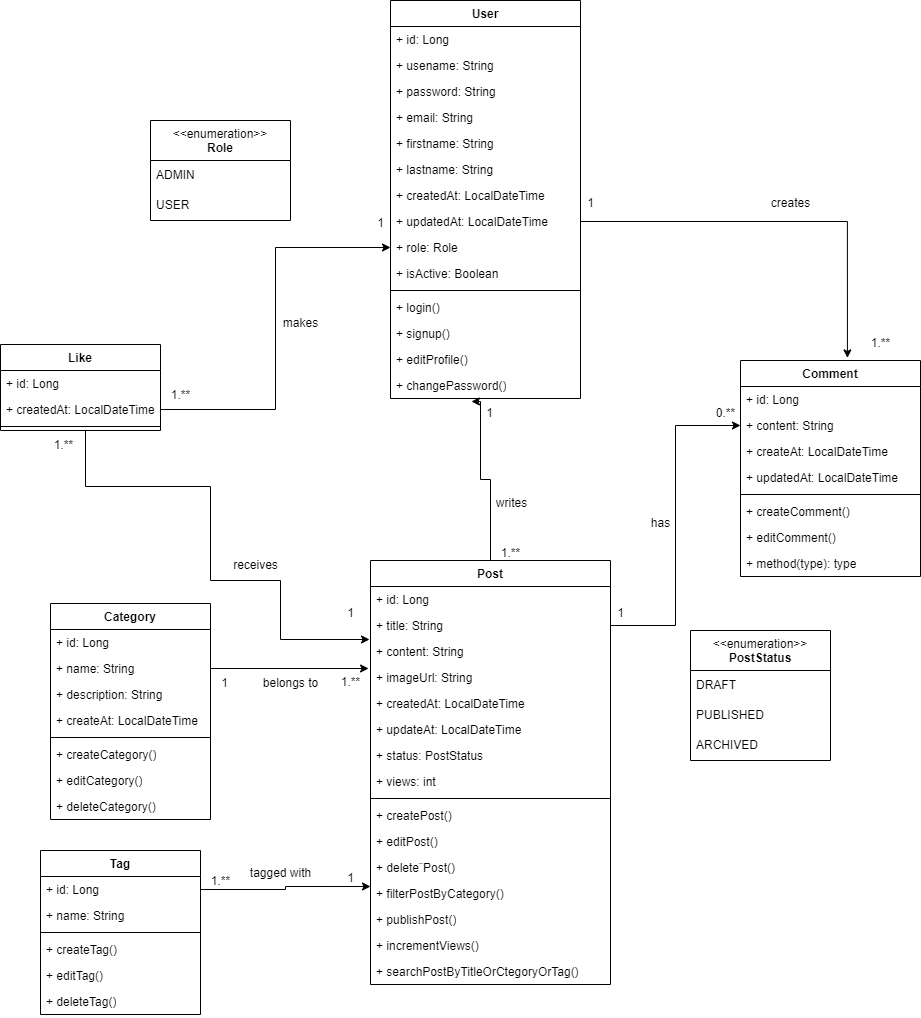 User
+ id: Long
+ usename: String
+ password: String
+ email: String
+ firstname: String
+ lastname: String
+ createdAt: LocalDateTime
+ updatedAt: LocalDateTime
+ role: Role
+ isActive: Boolean
+ login()
+ signup()
+ editProfile()
+ changePassword()
<<enumeration>>
Role
ADMIN
USER
1
creates
1
makes
1.**
1.**
Like
+ id: Long
+ createdAt: LocalDateTime
1.**
Comment
+ id: Long
+ content: String
+ createAt: LocalDateTime
+ updatedAt: LocalDateTime
+ createComment()
+ editComment()
+ method(type): type
0.**
1
writes
has
1.**
receives
1
1
Post
+ id: Long
+ title: String
+ content: String
+ imageUrl: String
+ createdAt: LocalDateTime
+ updateAt: LocalDateTime
+ status: PostStatus
+ views: int
+ createPost()
+ editPost()
+ delete¨Post()
+ filterPostByCategory()
+ publishPost()
+ incrementViews()
+ searchPostByTitleOrCtegoryOrTag()
Category
+ id: Long
+ name: String
+ description: String
+ createAt: LocalDateTime
+ createCategory()
+ editCategory()
+ deleteCategory()
1
belongs to
1.**
<<enumeration>>
PostStatus
DRAFT
PUBLISHED
ARCHIVED
Tag
+ id: Long
+ name: String
+ createTag()
+ editTag()
+ deleteTag()
1.**
tagged with
1